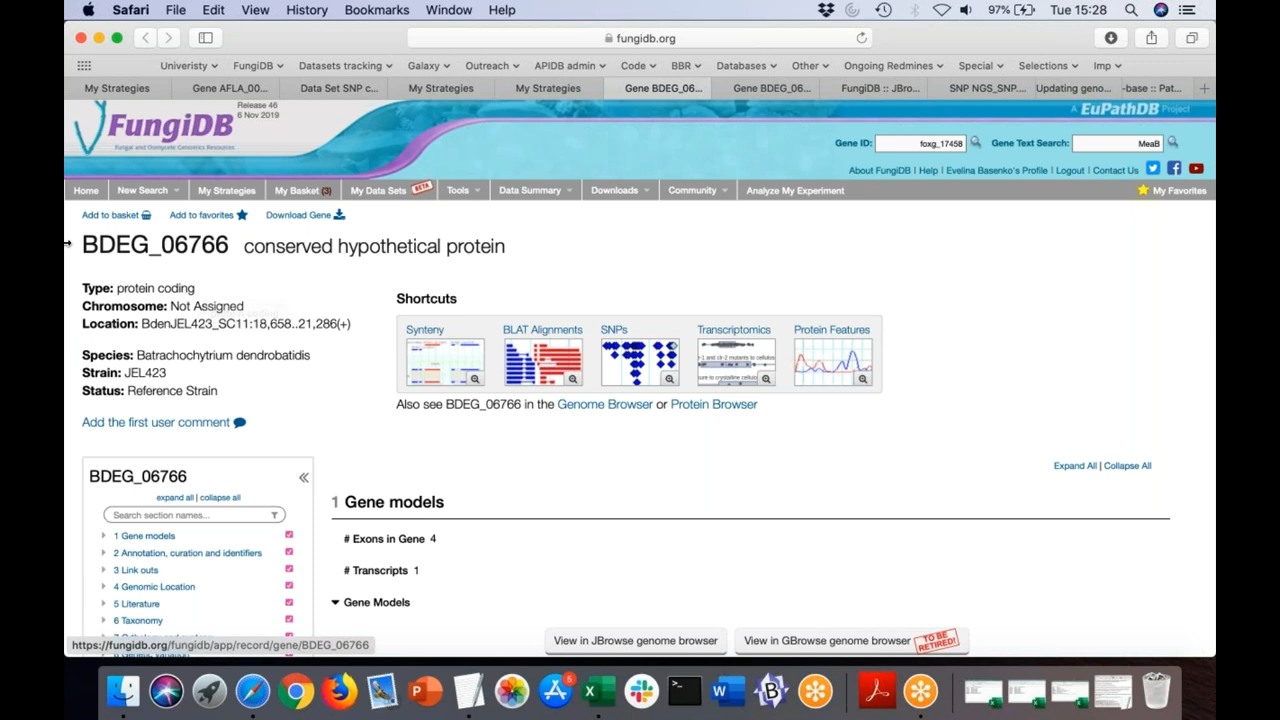 Safari File Edit View History Bookmarks Window Help 97% Tue 15:28
fungidb.org
Univeristy FungiDB Datasets tracking Galaxy Outreach APIDB admin Code BBR Databases Other Ongoing Redmines Special Selections Imp
My Strategies Gene AFLA_00... Data Set SNP c... My Strategies My Strategies Gene BDEG_06... Gene BDEG_06... FungiDB :: JBro... SNP NGS_SNP.... Updating geno... -base :: Pat...
FungiDB
Fungal and Oomycete Genomics Resources
Release 46
6 Nov 2019
A EuPathDB Project
Gene ID: foxg_17458 Gene Text Search: MeaB
About FungiDB | Help | Evelina Basenko's Profile | Logout | Contact Us
Home New Search My Strategies My Basket (3) My Data Sets BETA Tools Data Summary Downloads Community Analyze My Experiment My Favorites
Add to basket Add to favorites Download Gene
BDEG_06766 conserved hypothetical protein
Type: protein coding
Chromosome: Not Assigned
Location: BdenJEL423_SC11:18,658..21,286(+)
Species: Batrachochytrium dendrobatidis
Strain: JEL423
Status: Reference Strain
Add the first user comment
Shortcuts
Synteny BLAT Alignments SNPs Transcriptomics Protein Features
Also see BDEG_06766 in the Genome Browser or Protein Browser
Expand All | Collapse All
BDEG_06766
expand all | collapse all
Search section names...
1 Gene models
2 Annotation, curation and identifiers
3 Link outs
4 Genomic Location
5 Literature
6 Taxonomy
1 Gene models
# Exons in Gene 4
# Transcripts 1
Gene Models
View in JBrowse genome browser View in GBrowse genome browser TO BE RETIRED!
https://fungidb.org/fungidb/app/record/gene/BDEG_06766
5